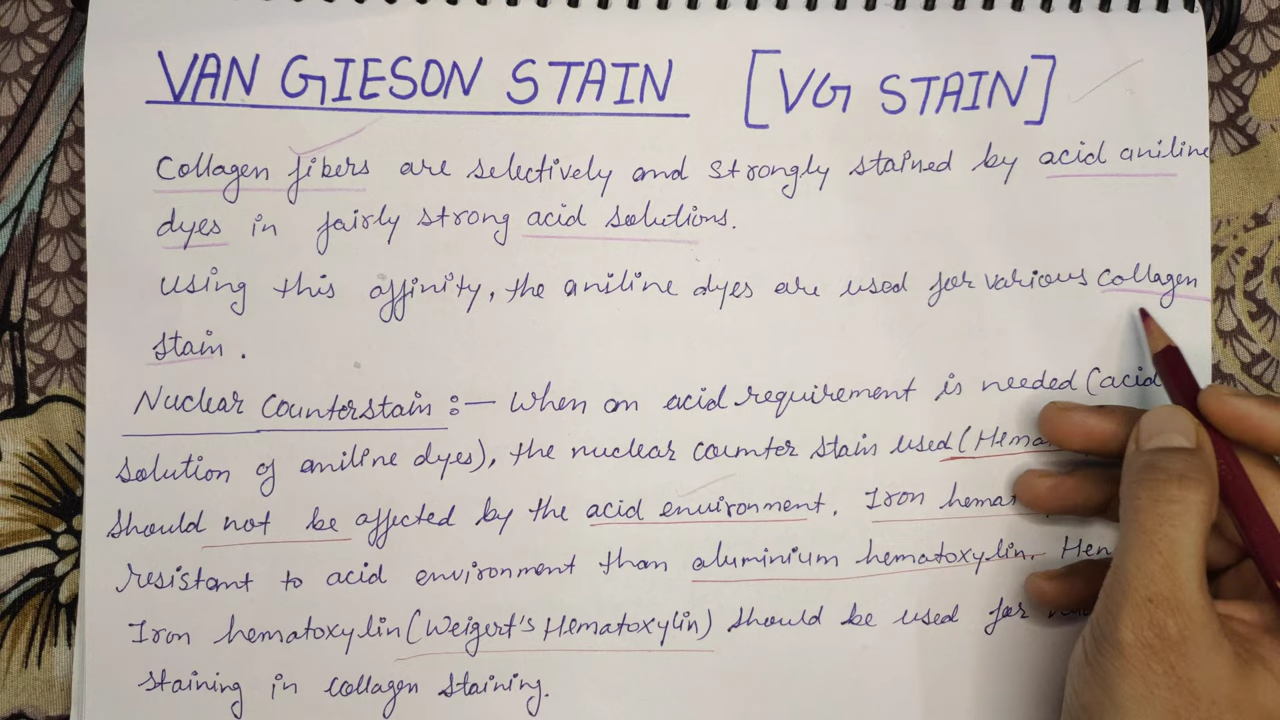 VAN GIESON STAIN [VG STAIN]
Collagen fibers are selectively and strongly stained by acid aniline
dyes in fairly strong acid solutions.
Using this affinity, the aniline dyes are used for various collagen
stain.
Nuclear Counterstain :— When an acid requirement is needed (acid
solution of aniline dyes), the nuclear counter stain used (Hema
should not be affected by the acid environment. Iron hema
resistant to acid environment than aluminium hematoxylin. Hen
Iron hematoxylin (Weigert's Hematoxylin) should be used for
staining in collagen staining.